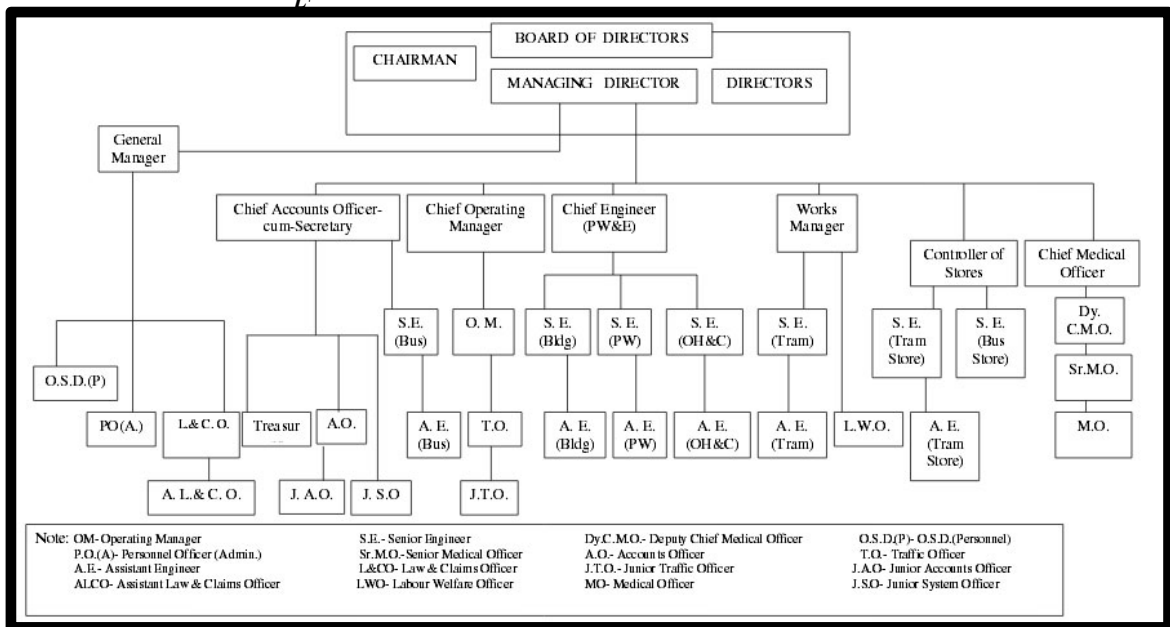 BOARD OF DIRECTORS
CHAIRMAN
MANAGING DIRECTOR
DIRECTORS
General
Manager
Chief Accounts Officer-
cum-Secretary
Chief Operating
Manager
Chief Engineer
(PW&E)
Works
Manager
Controller of
Stores
Chief Medical
Officer
S.E.
(Bus)
O. M.
S. E.
(Bldg)
S. E.
(PW)
S. E.
(OH&C)
S. E.
(Tram)
S. E.
(Tram
Store)
S. E.
(Bus
Store)
Dy.
C.M.O.
Sr.M.O.
O.S.D.(P)
PO(A.)
L&C.O.
Treasur
A.O.
A. E.
(Bus)
T.O.
A. E.
(Bldg)
A. E.
(PW)
A. E.
(OH&C)
A. E.
(Tram)
L.W.O.
A. E.
(Tram
Store)
M.O.
A. L.& C. O.
J. A.O.
J. S.O
J.T.O.
Note: OM- Operating Manager S.E.- Senior Engineer Dy.C.M.O.- Deputy Chief Medical Officer O.S.D.(P)- O.S.D.(Personnel)
P.O.(A)- Personnel Officer (Admin.) Sr.M.O.-Senior Medical Officer A.O.- Accounts Officer T.O.- Traffic Officer
A.E.- Assistant Engineer L&CO- Law & Claims Officer J.T.O.- Junior Traffic Officer J.A.O- Junior Accounts Officer
ALCO- Assistant Law & Claims Officer LWO- Labour Welfare Officer MO- Medical Officer J.S.O- Junior System Officer